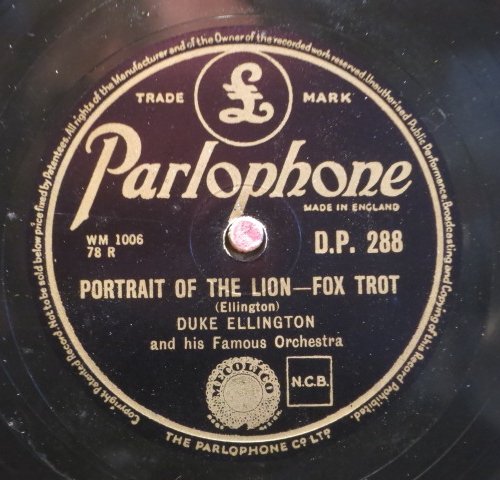 All rights of the Manufacturer and of the Owner of the recorded work reserved. Unauthorised Public Performance, Broadcasting and Copying of this Record Prohibited.
TRADE £ MARK
Parlophone
MADE IN ENGLAND
WM 1006
D.P. 288
78 R
PORTRAIT OF THE LION—FOX TROT
(Ellington)
DUKE ELLINGTON
and his Famous Orchestra
MECOLICO
N.C.B.
Copyright Patented Record. Not to be sold below price fixed by Patentees.
THE PARLOPHONE Co LTD